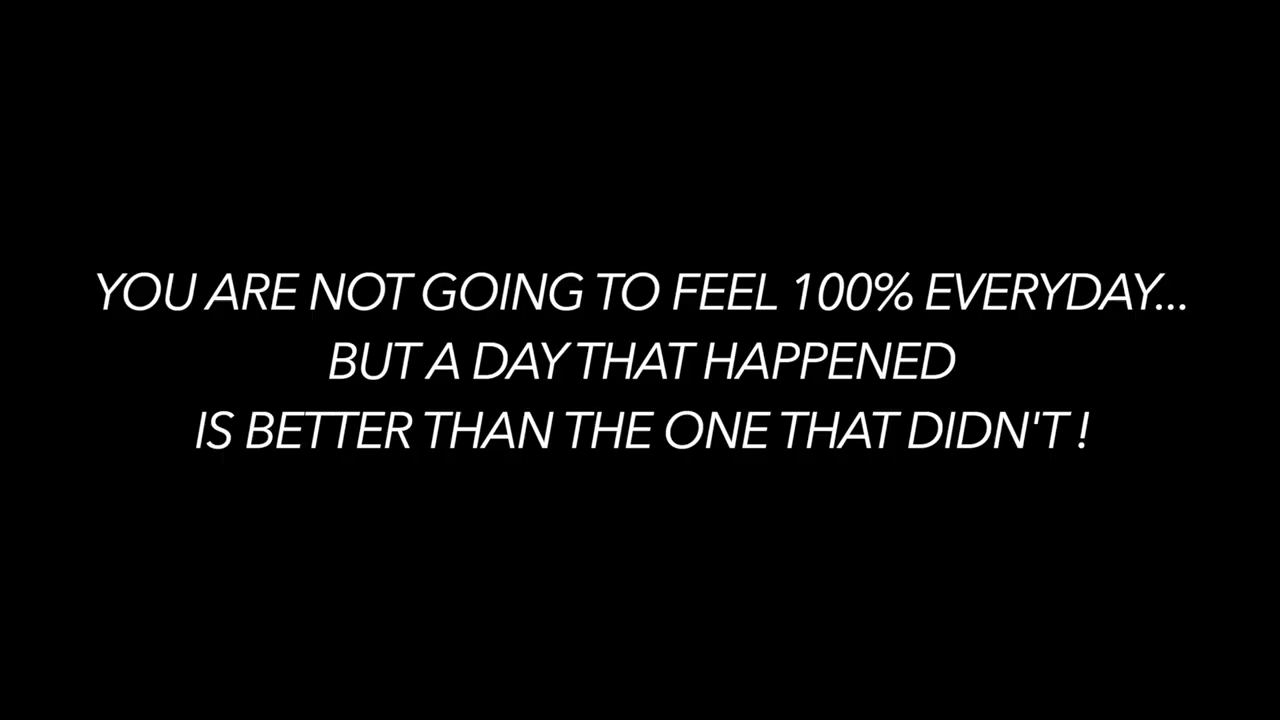 YOU ARE NOT GOING TO FEEL 100% EVERYDAY...
BUT A DAY THAT HAPPENED
IS BETTER THAN THE ONE THAT DIDN'T !